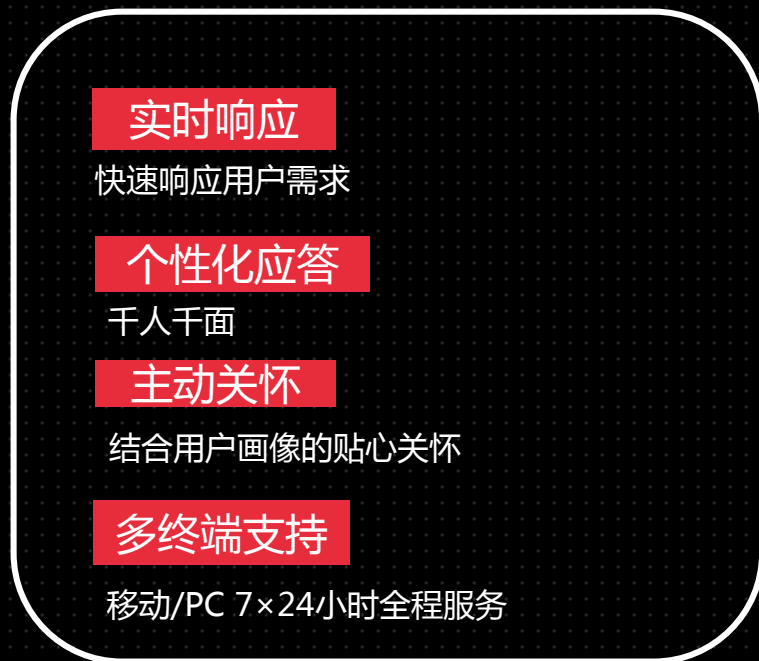 实时响应
快速响应用户需求
个性化应答
千人千面
主动关怀
结合用户画像的贴心关怀
多终端支持
移动/PC 7×24小时全程服务